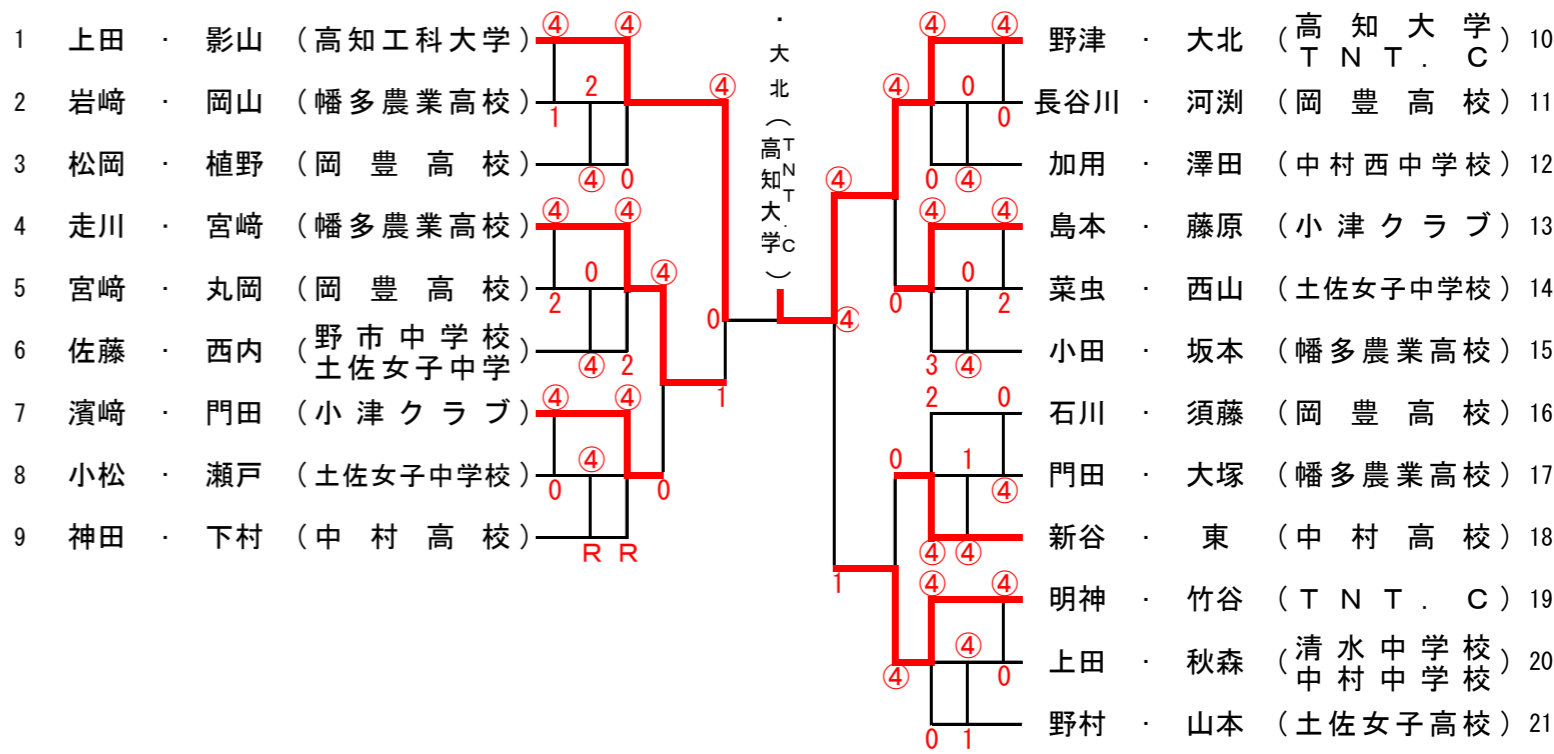 1 上田 ・ 影山 (高知工科大学)
2 岩﨑 ・ 岡山 (幡多農業高校)
3 松岡 ・ 植野 (岡豊高校)
4 走川 ・ 宮﨑 (幡多農業高校)
5 宮﨑 ・ 丸岡 (岡豊高校)
6 佐藤 ・ 西内 (野市中学校
土佐女子中学)
7 濱﨑 ・ 門田 (小津クラブ)
8 小松 ・ 瀬戸 (土佐女子中学校)
9 神田 ・ 下村 (中村高校)
④ ④
2
1
④ 0
④ ④
0
2
④ 2
④ ④
④
0
R R
④
④
0
1
0
・大北(高知大学
TNT.C)
④
④
1
④ ④
0
0
0 ④
④ ④
0
2
3 ④
2 0
1
④
④ ④
④ ④
④
0
0 1
④
0
0
④
野津 ・ 大北 (高知大学
TNT.C) 10
長谷川 ・ 河渕 (岡豊高校) 11
加用 ・ 澤田 (中村西中学校) 12
島本 ・ 藤原 (小津クラブ) 13
菜虫 ・ 西山 (土佐女子中学校) 14
小田 ・ 坂本 (幡多農業高校) 15
石川 ・ 須藤 (岡豊高校) 16
門田 ・ 大塚 (幡多農業高校) 17
新谷 ・ 東 (中村高校) 18
明神 ・ 竹谷 (TNT.C) 19
上田 ・ 秋森 (清水中学校
中村中学校) 20
野村 ・ 山本 (土佐女子高校) 21